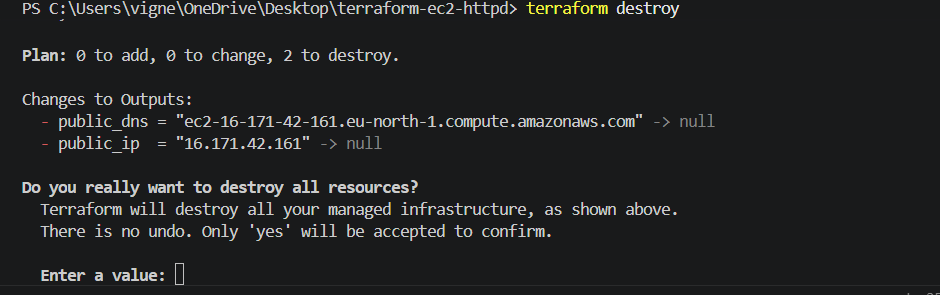 PS C:\Users\vigne\OneDrive\Desktop\terraform-ec2-httpd> terraform destroy
Plan: 0 to add, 0 to change, 2 to destroy.
Changes to Outputs:
- public_dns = "ec2-16-171-42-161.eu-north-1.compute.amazonaws.com" -> null
- public_ip  = "16.171.42.161" -> null
Do you really want to destroy all resources?
Terraform will destroy all your managed infrastructure, as shown above.
There is no undo. Only 'yes' will be accepted to confirm.
Enter a value: